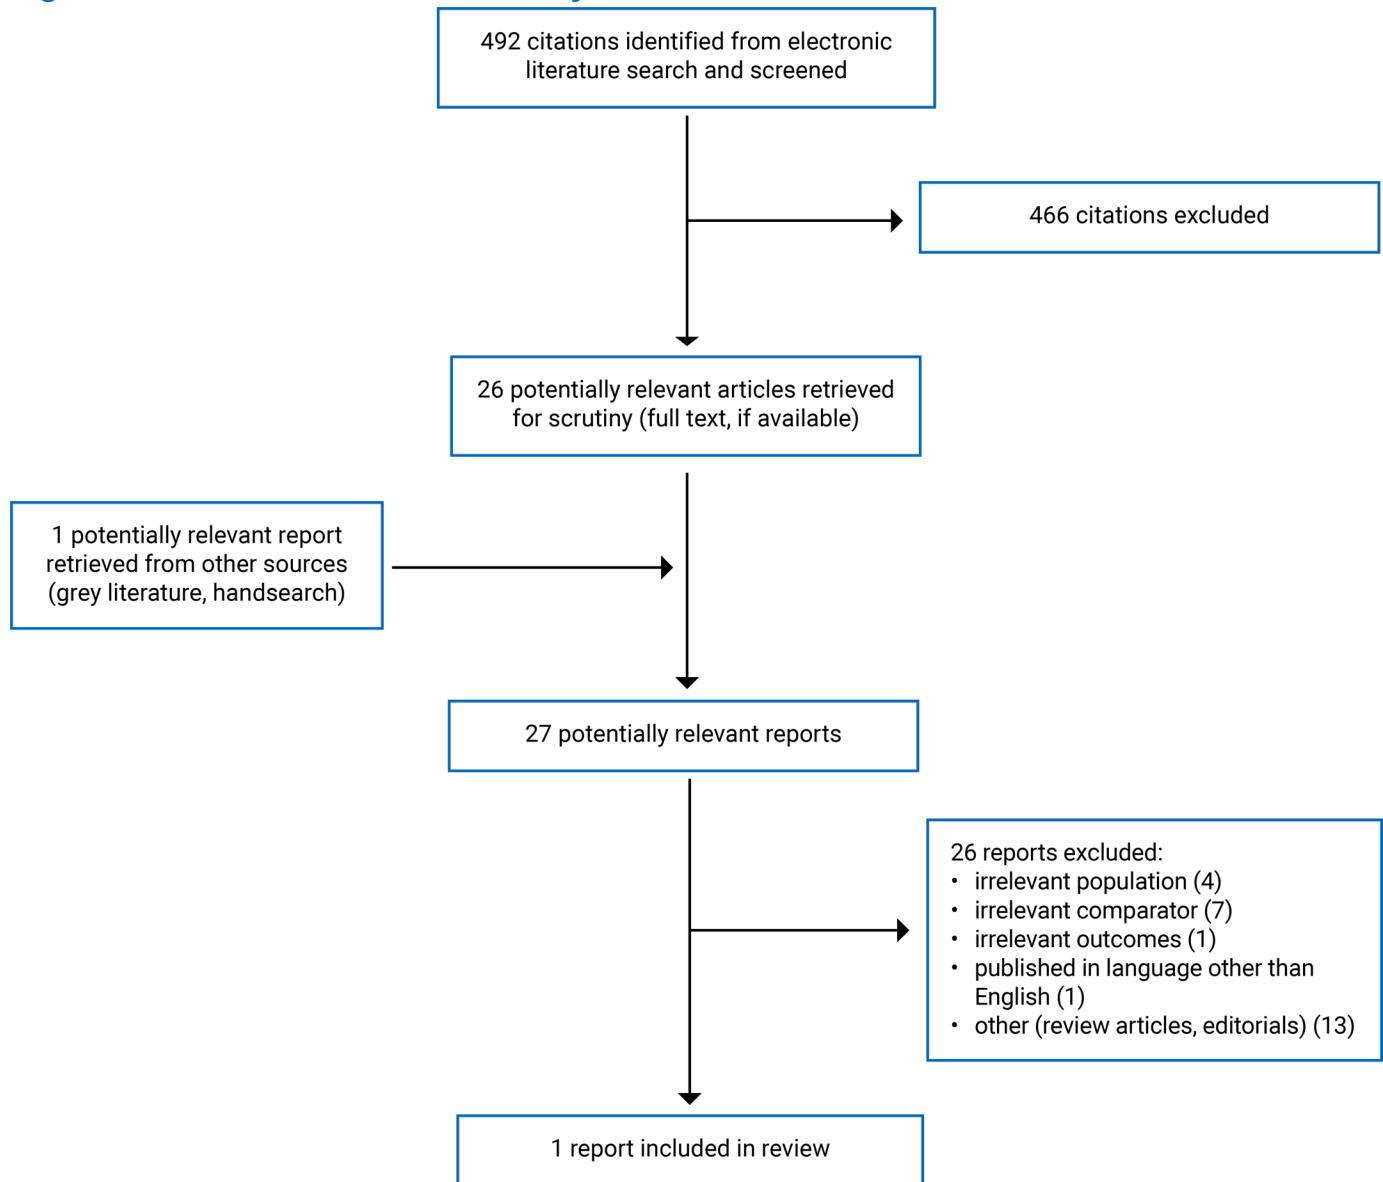 492 citations identified from electronic
literature search and screened
466 citations excluded
26 potentially relevant articles retrieved
for scrutiny (full text, if available)
1 potentially relevant report
retrieved from other sources
(grey literature, handsearch)
27 potentially relevant reports
26 reports excluded:
• irrelevant population (4)
• irrelevant comparator (7)
• irrelevant outcomes (1)
• published in language other than
English (1)
• other (review articles, editorials) (13)
1 report included in review